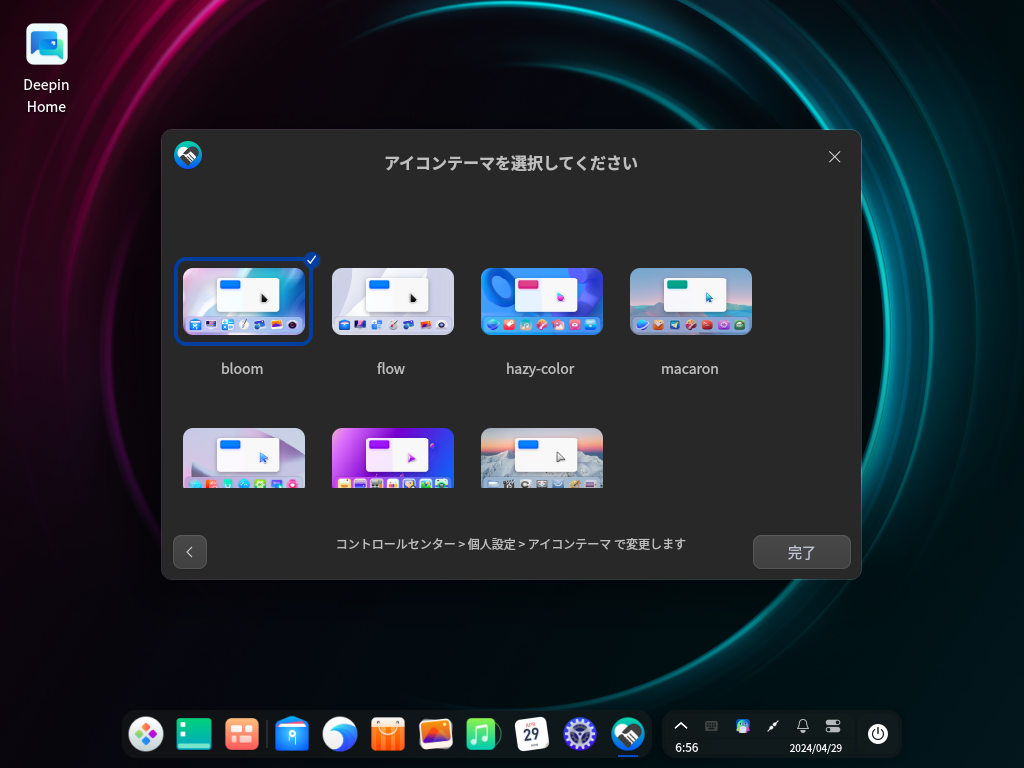 Deepin
Home
アイコンテーマを選択してください
bloom
flow
hazy-color
macaron
コントロールセンター > 個人設定 > アイコンテーマ で変更します
完了
APR
29
6:56
2024/04/29